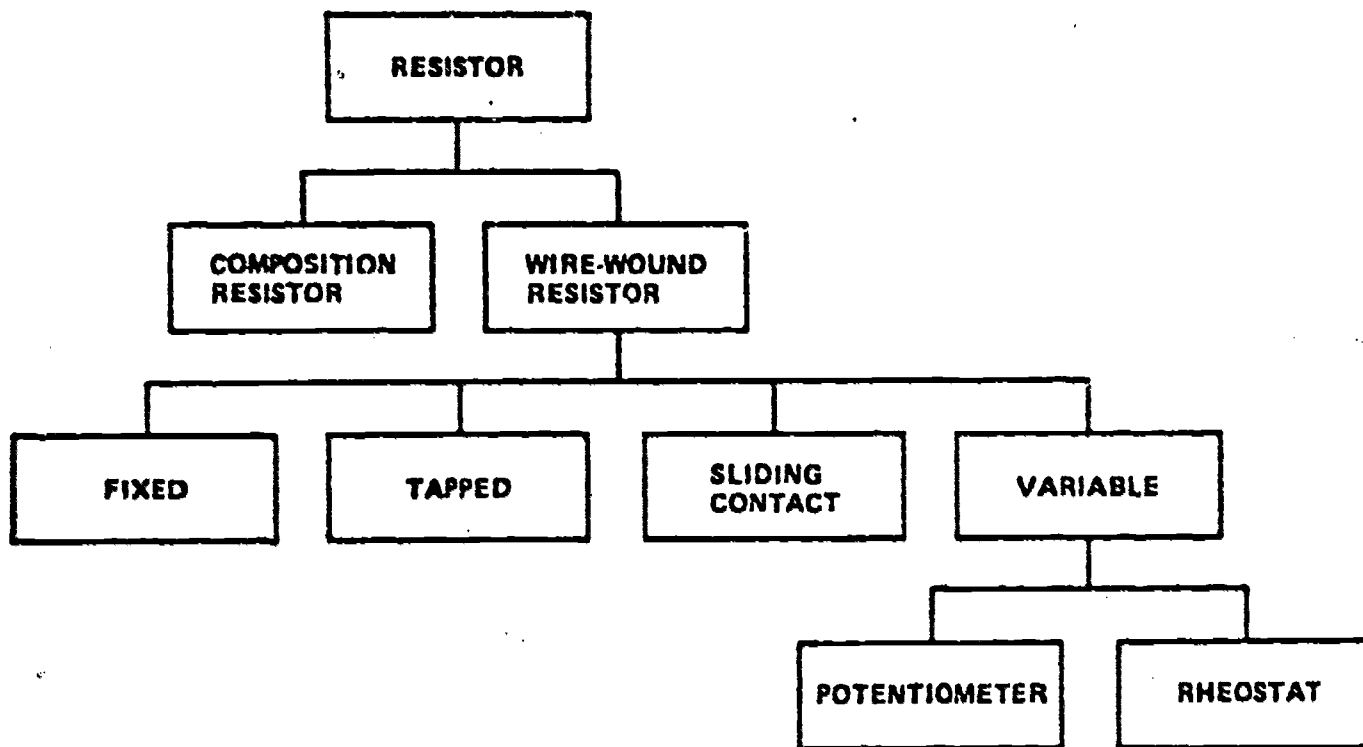 RESISTOR
COMPOSITION
RESISTOR
WIRE-WOUND
RESISTOR
FIXED
TAPPED
SLIDING
CONTACT
VARIABLE
POTENTIOMETER
RHEOSTAT